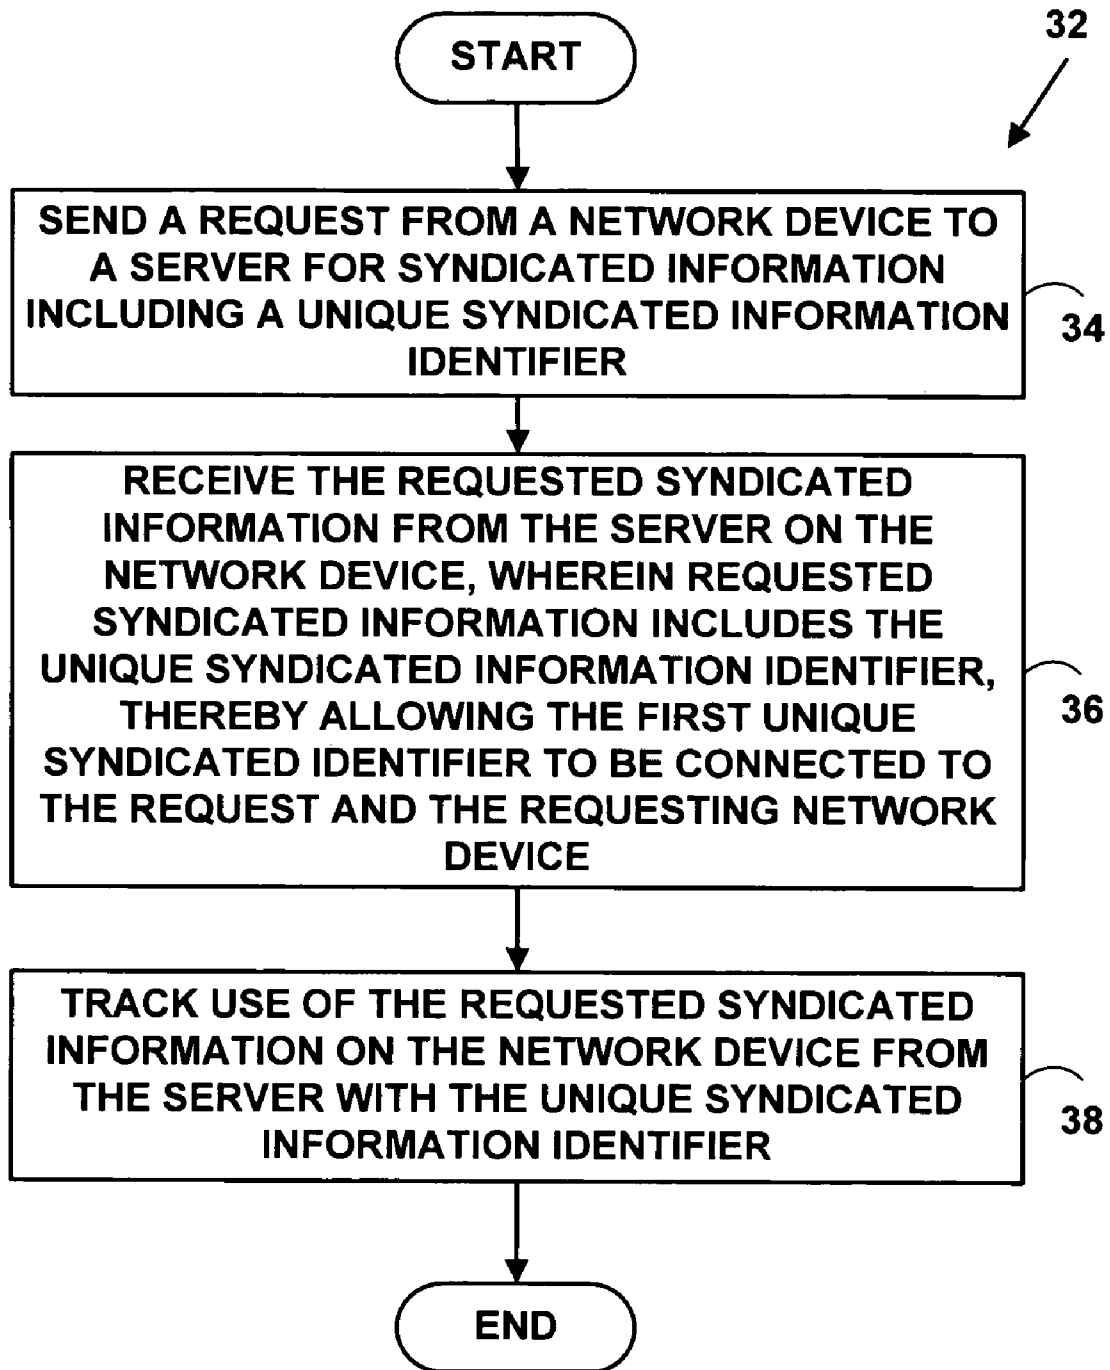 START
32
SEND A REQUEST FROM A NETWORK DEVICE TO
A SERVER FOR SYNDICATED INFORMATION
INCLUDING A UNIQUE SYNDICATED INFORMATION
IDENTIFIER
34
RECEIVE THE REQUESTED SYNDICATED
INFORMATION FROM THE SERVER ON THE
NETWORK DEVICE, WHEREIN REQUESTED
SYNDICATED INFORMATION INCLUDES THE
UNIQUE SYNDICATED INFORMATION IDENTIFIER,
THEREBY ALLOWING THE FIRST UNIQUE
SYNDICATED IDENTIFIER TO BE CONNECTED TO
THE REQUEST AND THE REQUESTING NETWORK
DEVICE
36
TRACK USE OF THE REQUESTED SYNDICATED
INFORMATION ON THE NETWORK DEVICE FROM
THE SERVER WITH THE UNIQUE SYNDICATED
INFORMATION IDENTIFIER
38
END